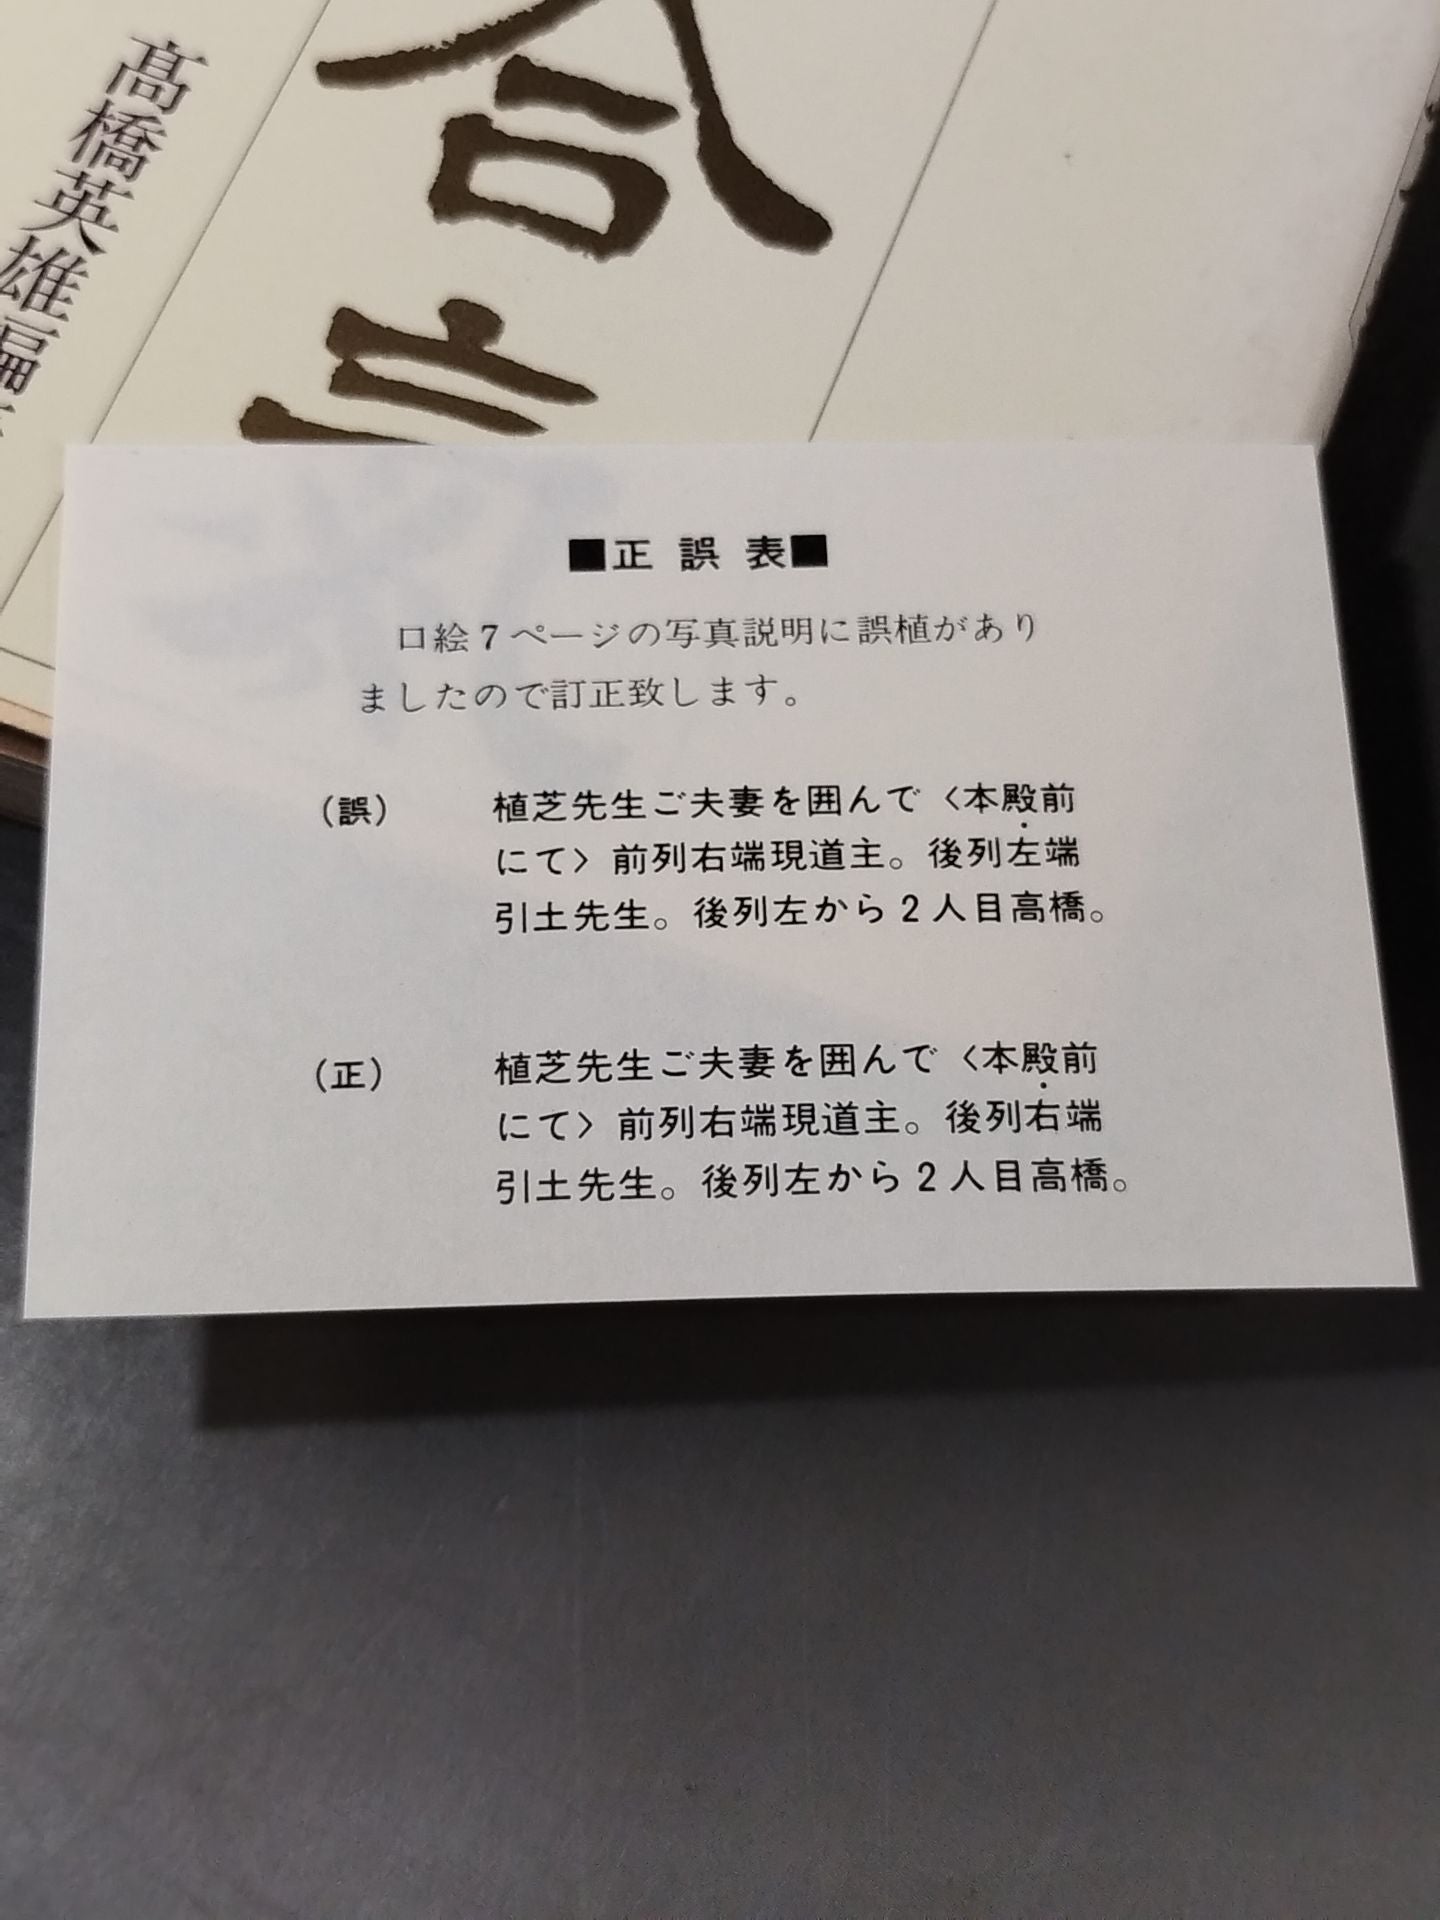 髙橋英雄編
合
■正誤表■
口絵7ページの写真説明に誤植があり
ましたので訂正致します。
(誤) 植芝先生ご夫妻を囲んで〈本殿前
にて〉前列右端現道主。後列左端
引土先生。後列左から2人目高橋。
(正) 植芝先生ご夫妻を囲んで〈本殿前
にて〉前列右端現道主。後列右端
引土先生。後列左から2人目高橋。